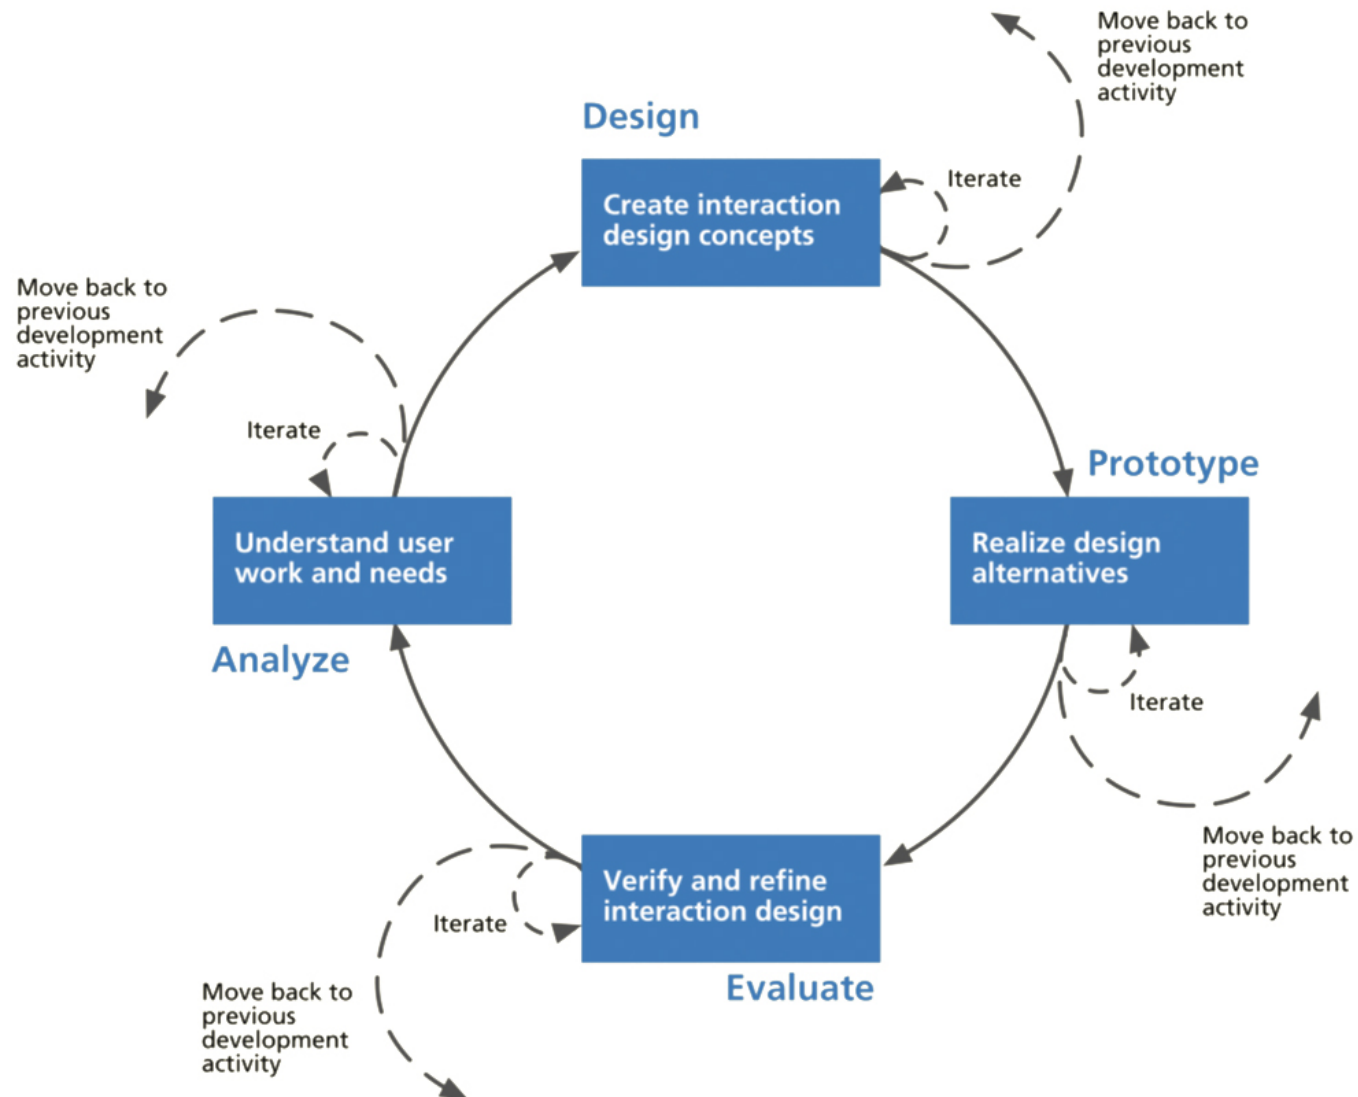 Move back to
previous
development
activity
Design
Iterate
Create interaction
design concepts
Move back to
previous
development
activity
Iterate
Prototype
Understand user
work and needs
Realize design
alternatives
Analyze
Iterate
Move back to
previous
development
activity
Verify and refine
interaction design
Iterate
Evaluate
Move back to
previous
development
activity